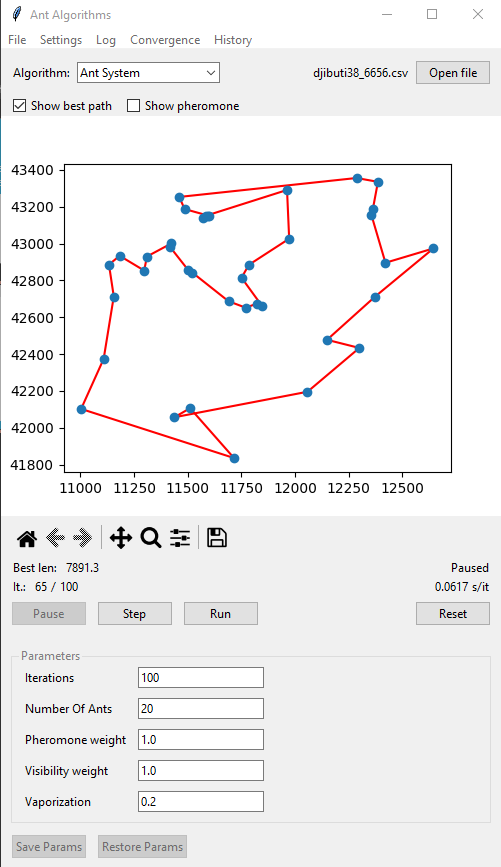 Ant Algorithms
File Settings Log Convergence History
Algorithm: Ant System djibuti38_6656.csv Open file
Show best path Show pheromone
43400
43200
43000
42800
42600
42400
42200
42000
41800
11000 11250 11500 11750 12000 12250 12500
Best len: 7891.3 Paused
It.: 65 / 100 0.0617 s/it
Pause Step Run Reset
Parameters
Iterations 100
Number Of Ants 20
Pheromone weight 1.0
Visibility weight 1.0
Vaporization 0.2
Save Params Restore Params